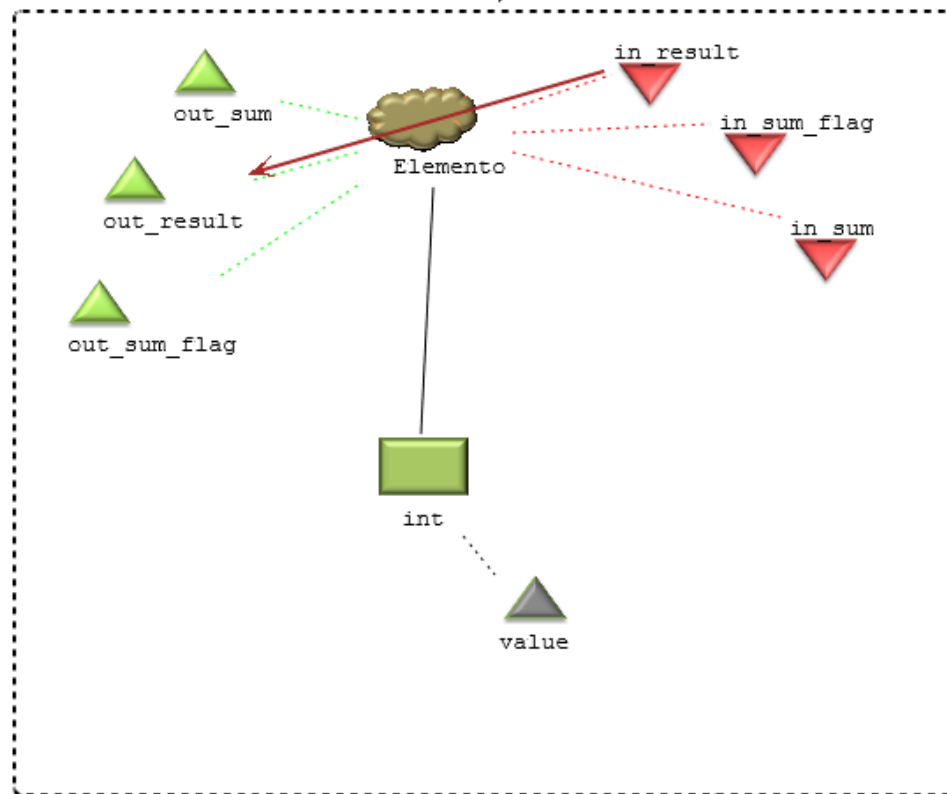 in_result
out_sum
in_sum_flag
Elemento
out_result
in_sum
out_sum_flag
int
value